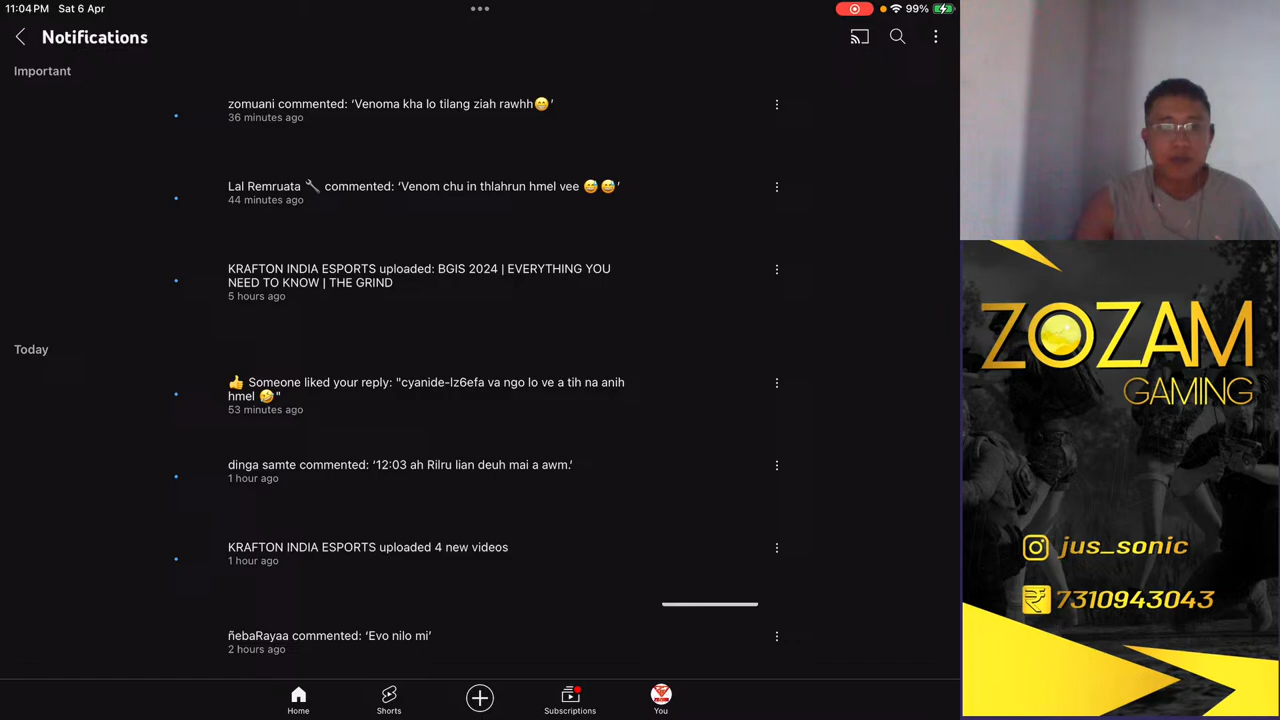 11:04PM Sat 6 Apr
99%
Notifications
Important
zomuani commented: ‘Venoma kha lo tilang ziah rawhh😁’
36 minutes ago
Lal Remruata 🔧 commented: ‘Venom chu in thlahrun hmel vee 😅😅’
44 minutes ago
KRAFTON INDIA ESPORTS uploaded: BGIS 2024 | EVERYTHING YOU
NEED TO KNOW | THE GRIND
5 hours ago
Today
👍 Someone liked your reply: "cyanide-lz6efa va ngo lo ve a tih na anih
hmel 🤣"
53 minutes ago
dinga samte commented: ‘12:03 ah Rilru lian deuh mai a awm.’
1 hour ago
KRAFTON INDIA ESPORTS uploaded 4 new videos
1 hour ago
ñebaRayaa commented: ‘Evo nilo mi’
2 hours ago
Home
Shorts
Subscriptions
You
ZOZAM
GAMING
jus_sonic
₹ 7310943043